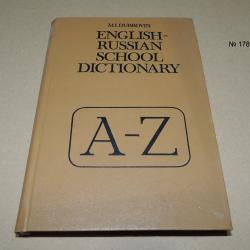 M.I. DUBROVIN
ENGLISH-
RUSSIAN
SCHOOL
DICTIONARY
№ 178
A–Z